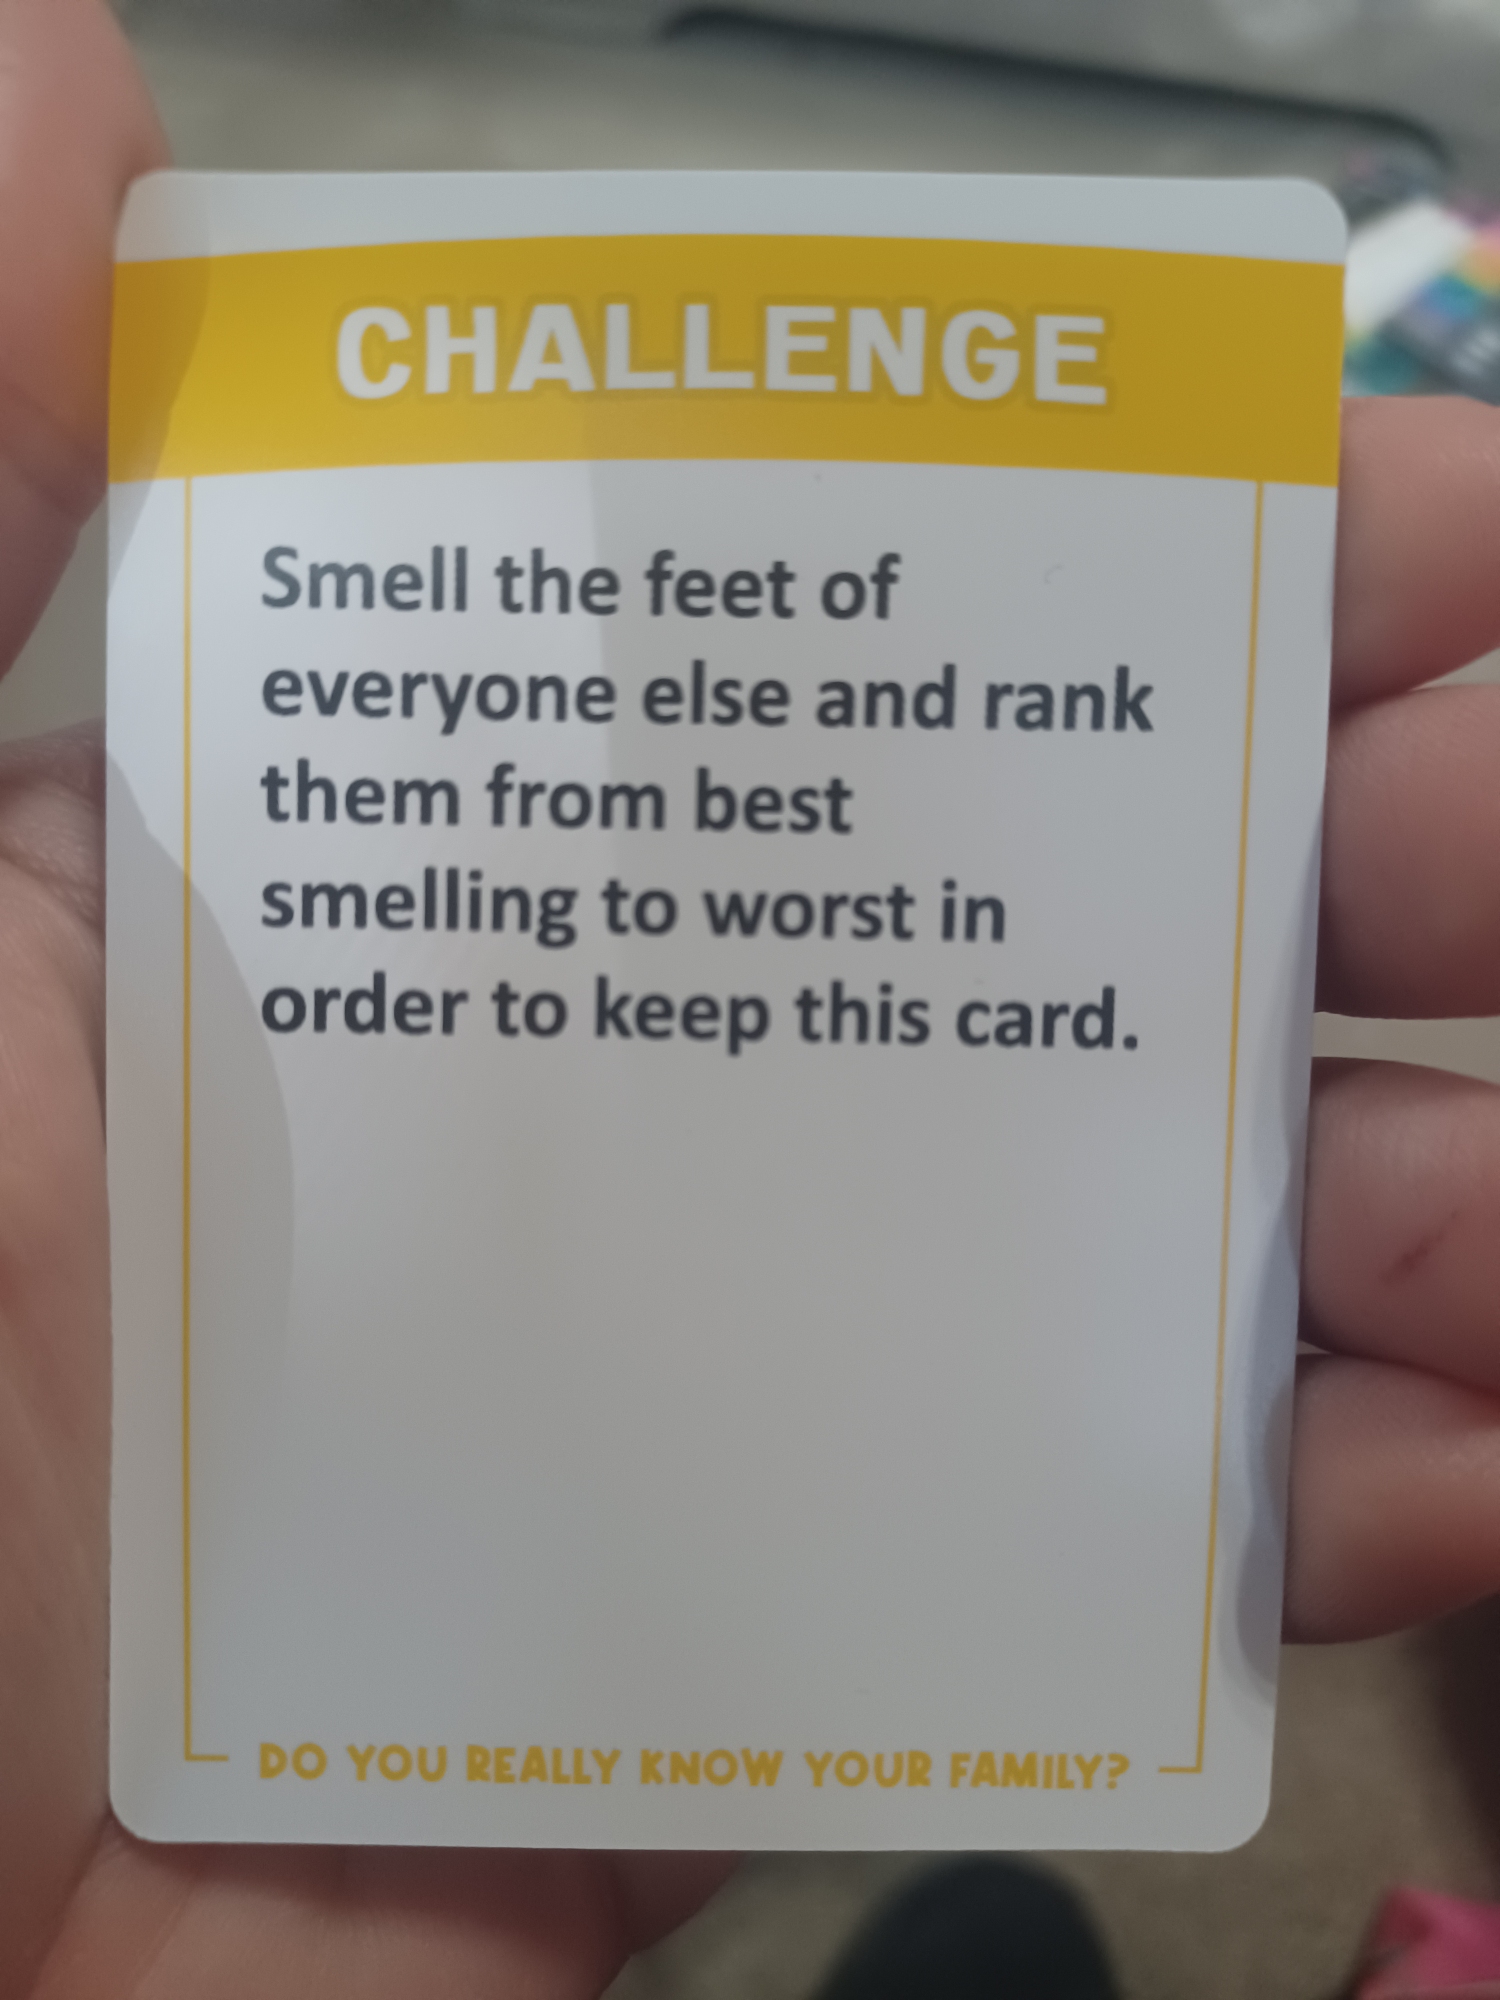 CHALLENGE
Smell the feet of
everyone else and rank
them from best
smelling to worst in
order to keep this card.
DO YOU REALLY KNOW YOUR FAMILY?